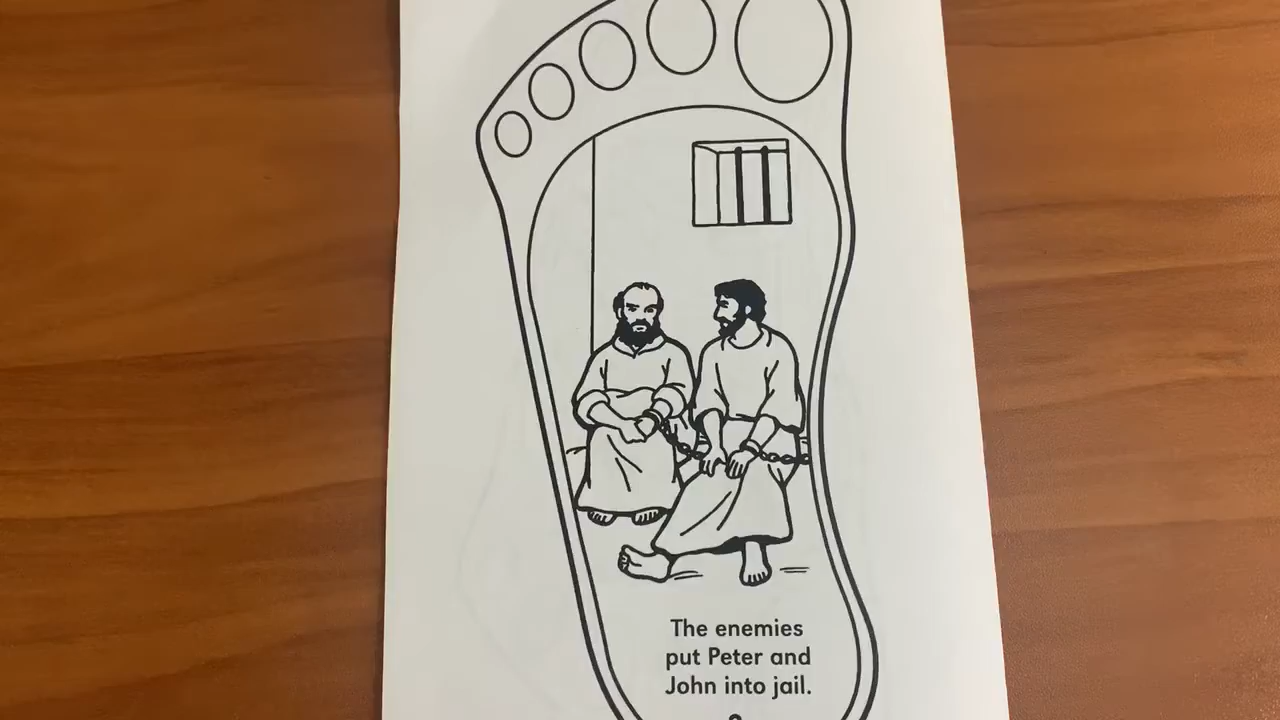 The enemies
put Peter and
John into jail.